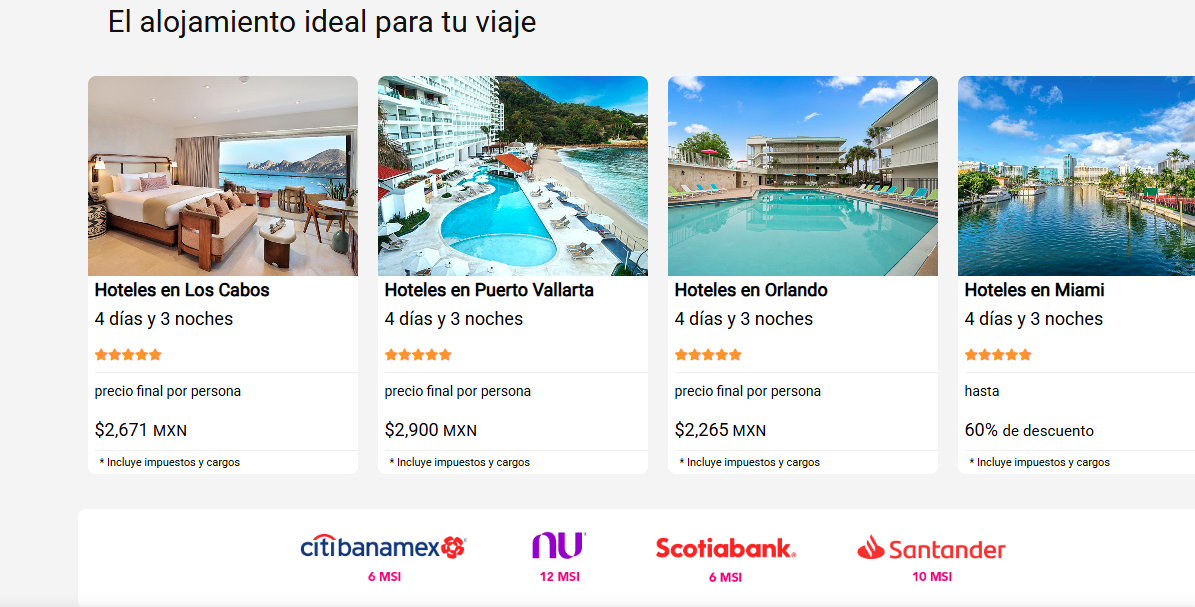 El alojamiento ideal para tu viaje
Hoteles en Los Cabos
4 días y 3 noches
precio final por persona
$2,671 MXN
* Incluye impuestos y cargos
Hoteles en Puerto Vallarta
4 días y 3 noches
precio final por persona
$2,900 MXN
* Incluye impuestos y cargos
Hoteles en Orlando
4 días y 3 noches
precio final por persona
$2,265 MXN
* Incluye impuestos y cargos
Hoteles en Miami
4 días y 3 noches
hasta
60% de descuento
* Incluye impuestos y cargos
citibanamex
6 MSI
nu
12 MSI
Scotiabank.
6 MSI
Santander
10 MSI